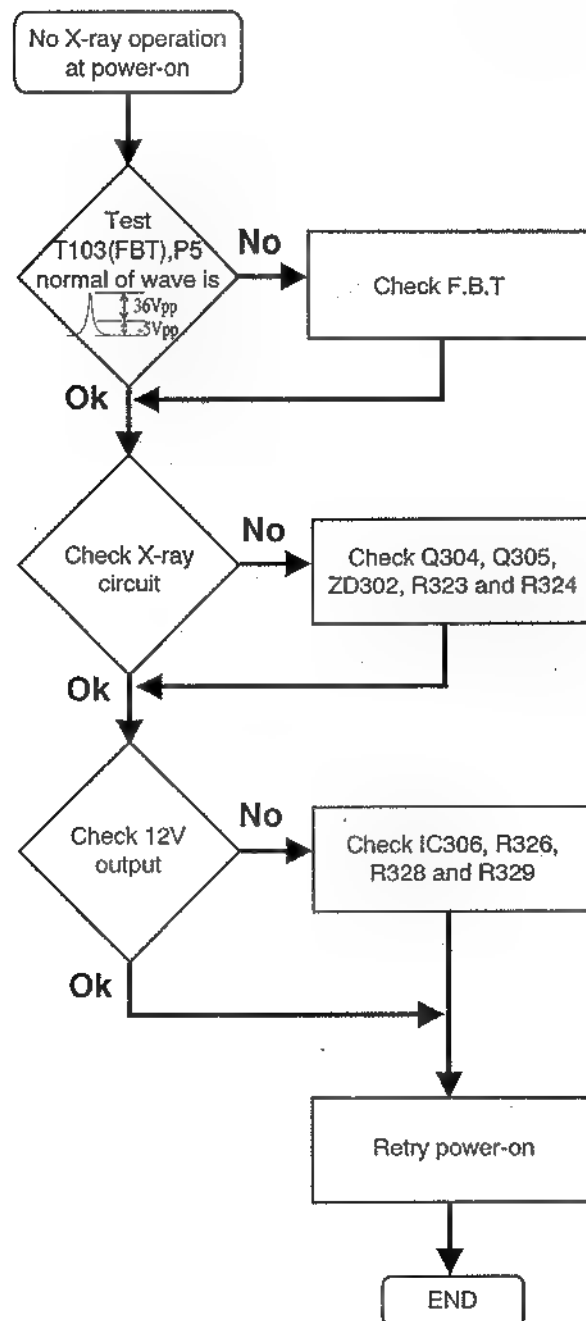 No X-ray operation
at power-on
Test
T103(FBT),P5
normal of wave is
36Vpp
-3Vpp
No
Check F.B.T
Ok
Check X-ray
circuit
No
Check Q304, Q305,
ZD302, R323 and R324
Ok
Check 12V
output
No
Check IC306, R326,
R328 and R329
Ok
Retry power-on
END